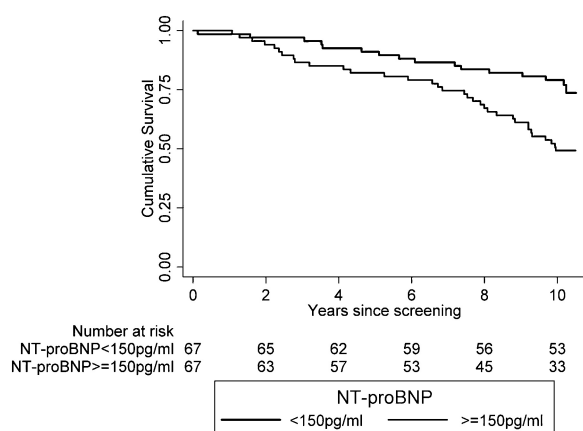 1.00
0.75
0.50
0.25
0.00
Cumulative Survival
0 2 4 6 8 10
Years since screening
Number at risk
NT-proBNP<150pg/ml 67 65 62 59 56 53
NT-proBNP>=150pg/ml 67 63 57 53 45 33
NT-proBNP
<150pg/ml >=150pg/ml